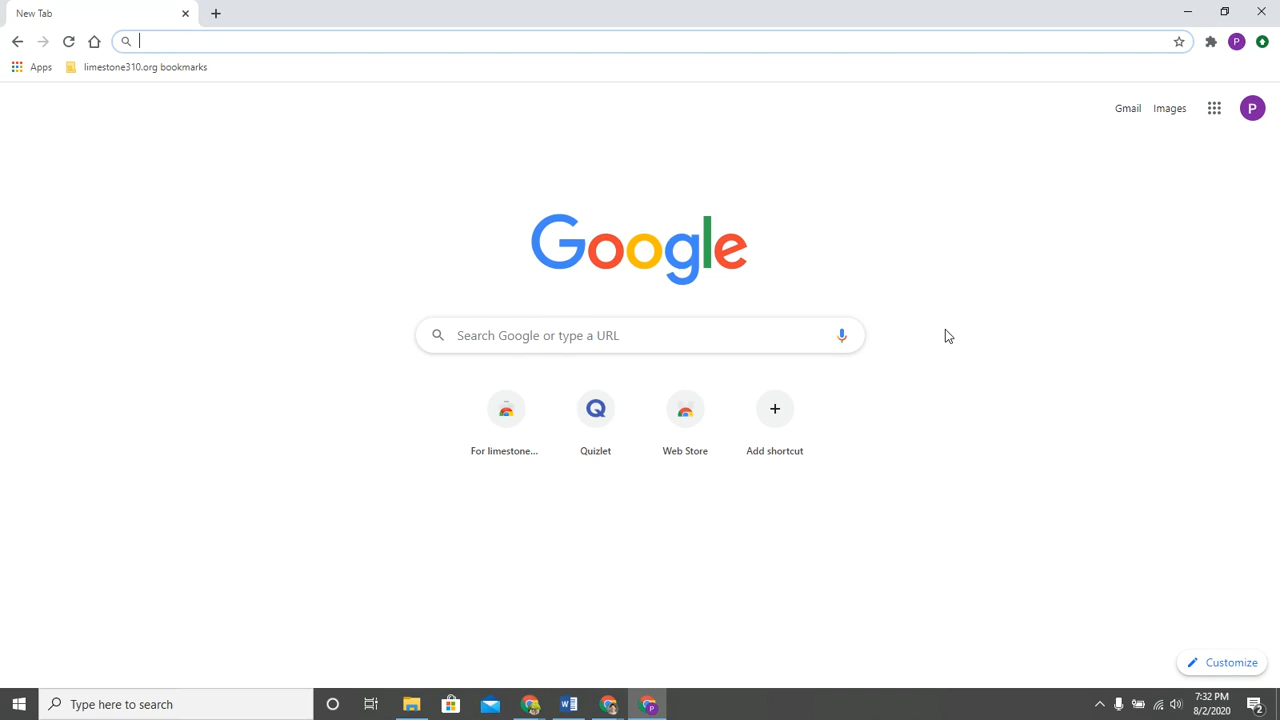 New Tab
Apps limestone310.org bookmarks
P
Gmail Images P
Google
Search Google or type a URL
Q
For limestone... Quizlet Web Store Add shortcut
Customize
Type here to search
7:32 PM
8/2/2020
2